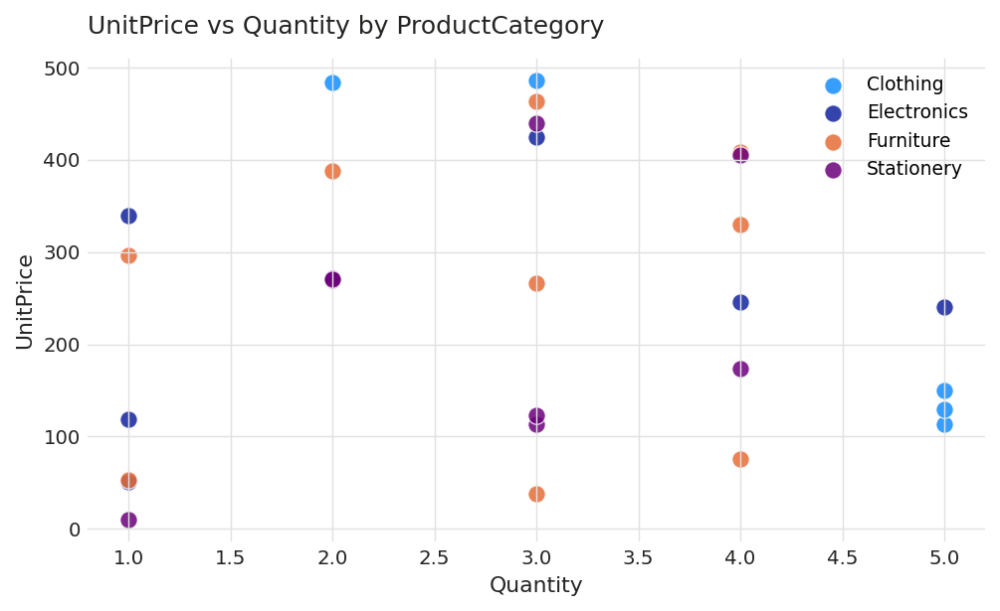 UnitPrice vs Quantity by ProductCategory
500
400
300
200
100
0
UnitPrice
1.0
1.5
2.0
2.5
3.0
3.5
4.0
4.5
5.0
Quantity
Clothing
Electronics
Furniture
Stationery